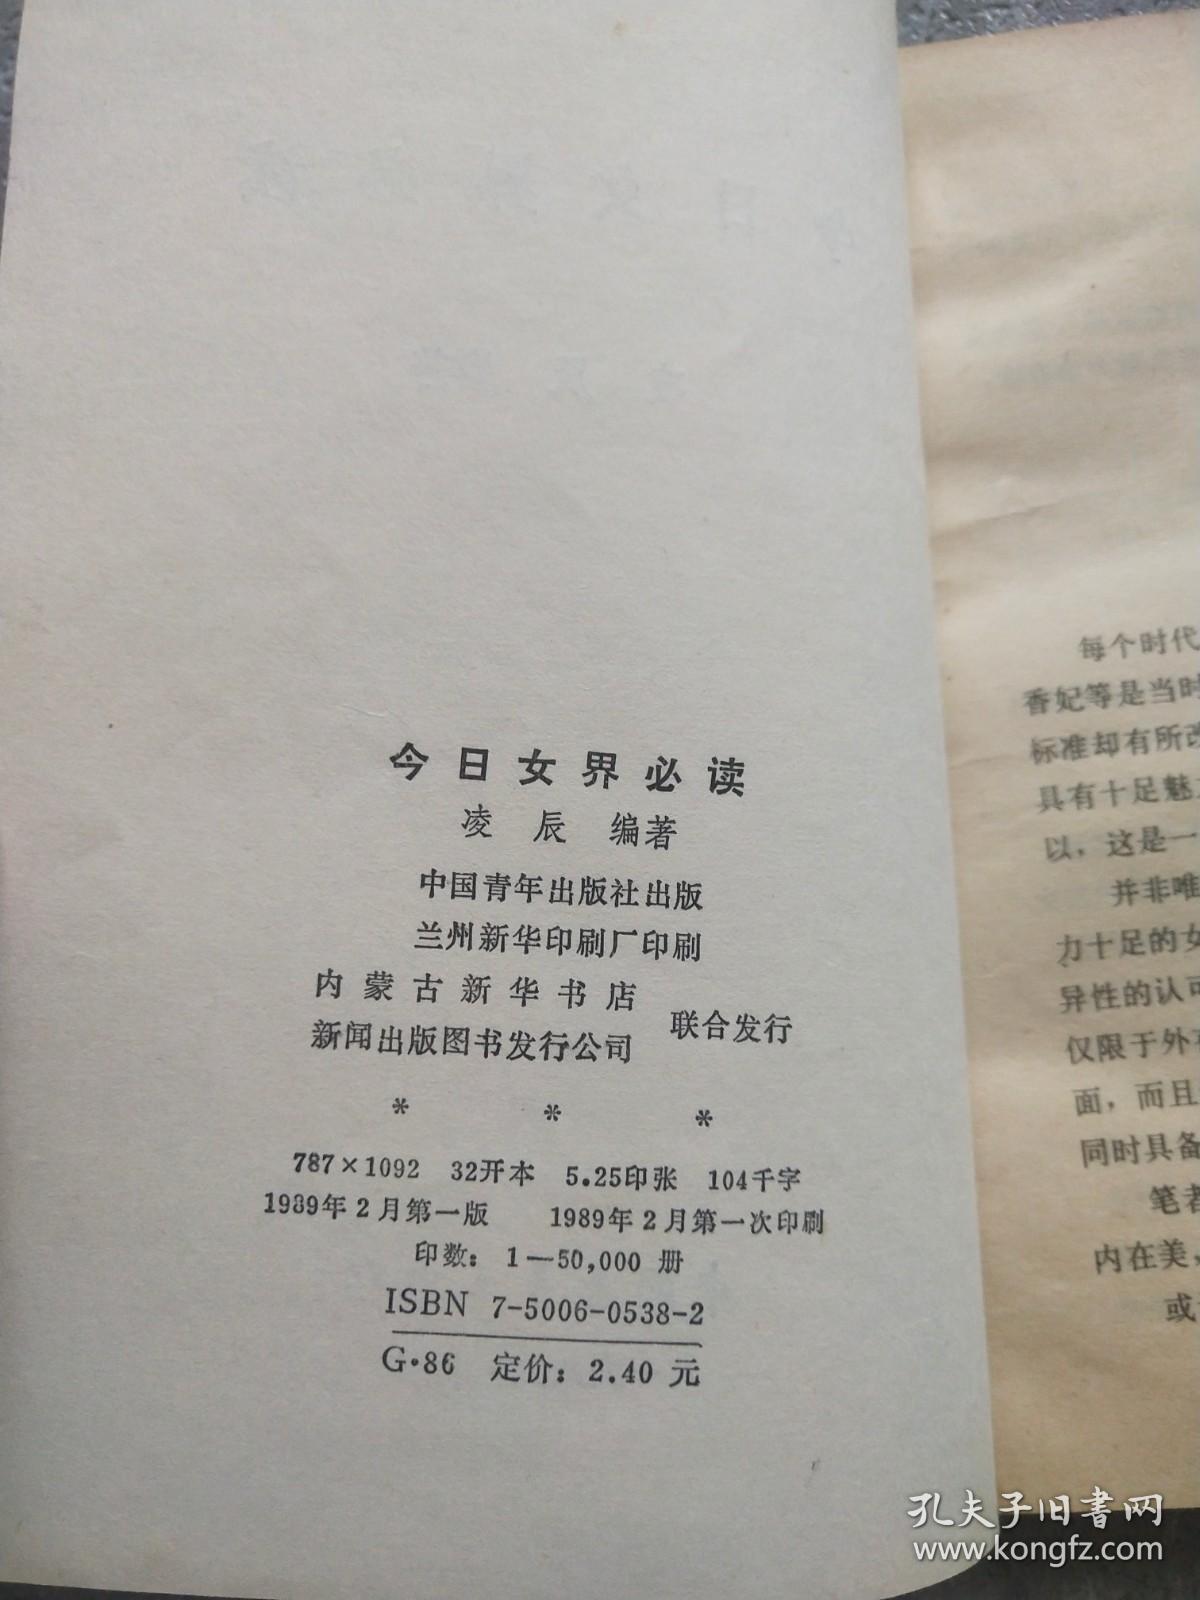 今日女界必读
凌 辰 编著
中国青年出版社出版
兰州新华印刷厂印刷
内蒙古新华书店
新闻出版图书发行公司
联合发行
* * *
787×1092 32开本 5.25印张 104千字
1989年2月第一版 1989年2月第一次印刷
印数：1—50,000 册
ISBN 7-5006-0538-2
G·86 定价：2.40 元
每个时代
香妃等是当时
标准却有所改
具有十足魅
以，这是一
并非唯
力十足的女
异性的认可
仅限于外
面，而且
同时具备
笔者
内在美，
或
孔夫子旧书网
www.kongfz.com